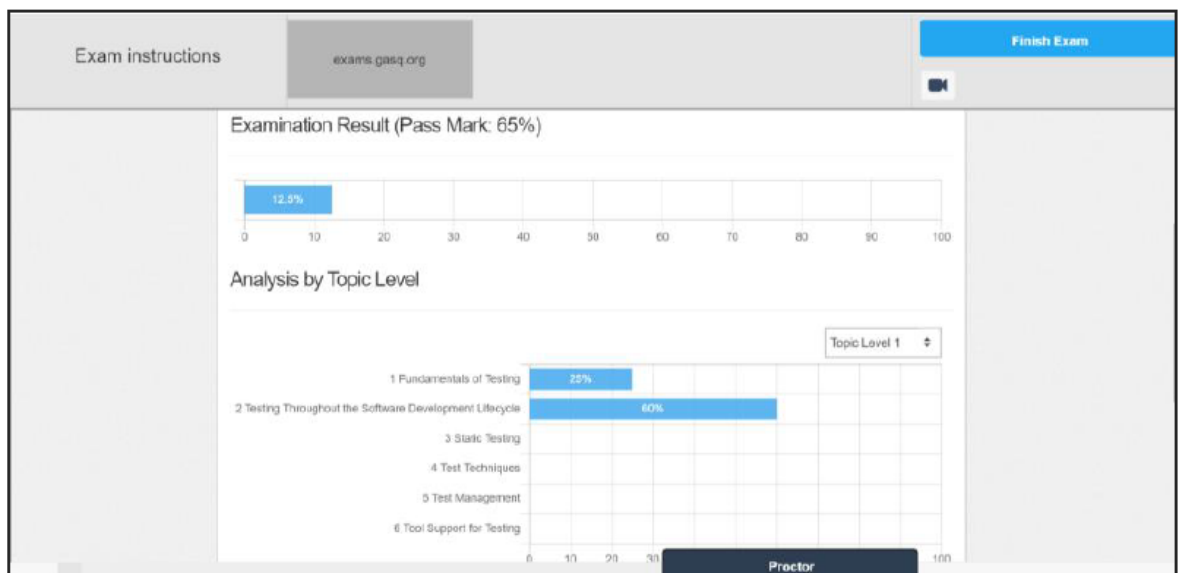 Exam instructions
exams.gasq.org
Finish Exam
Examination Result (Pass Mark: 65%)
12.5%
0 10 20 30 40 50 60 70 80 90 100
Analysis by Topic Level
Topic Level 1
1 Fundamentals of Testing 25%
2 Testing Throughout the Software Development Lifecycle 60%
3 Static Testing
4 Test Techniques
5 Test Management
6 Tool Support for Testing
0 10 20 30 100
Proctor